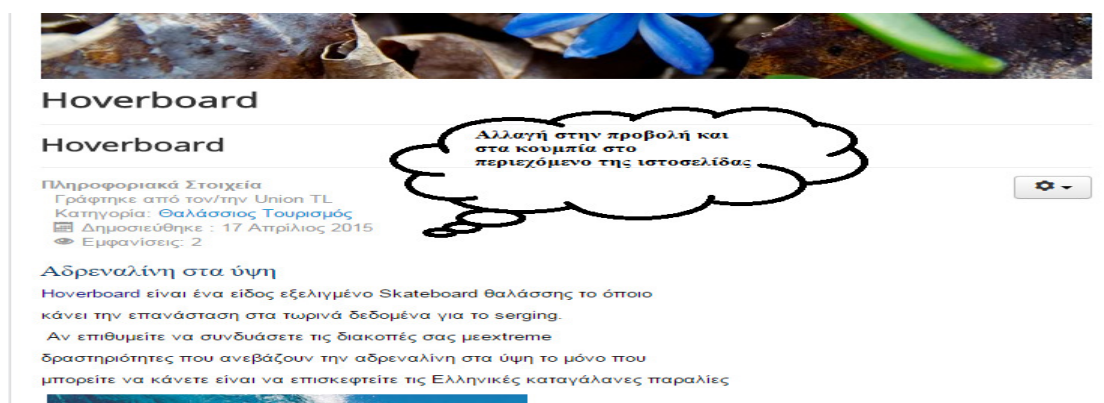 Hoverboard
Hoverboard
Αλλαγή στην προβολή και
στα κουμπία στο
περιεχόμενο της ιστοσελίδας
Πληροφοριακά Στοιχεία
Γράφτηκε από τον/την Union TL
Κατηγορία: Θαλάσσιος Τουρισμός
Δημοσιεύθηκε : 17 Απρίλιος 2015
Εμφανίσεις: 2
Αδρεναλίνη στα ύψη
Hoverboard είναι ένα είδος εξελιγμένο Skateboard θαλάσσης το όποιο
κάνει την επανάσταση στα τωρινά δεδομένα για το serging.
Αν επιθυμείτε να συνδυάσετε τις διακοπές σας μεextreme
δραστηριότητες που ανεβάζουν την αδρεναλίνη στα ύψη το μόνο που
μπορείτε να κάνετε είναι να επισκεφτείτε τις Ελληνικές καταγάλανες παραλίες